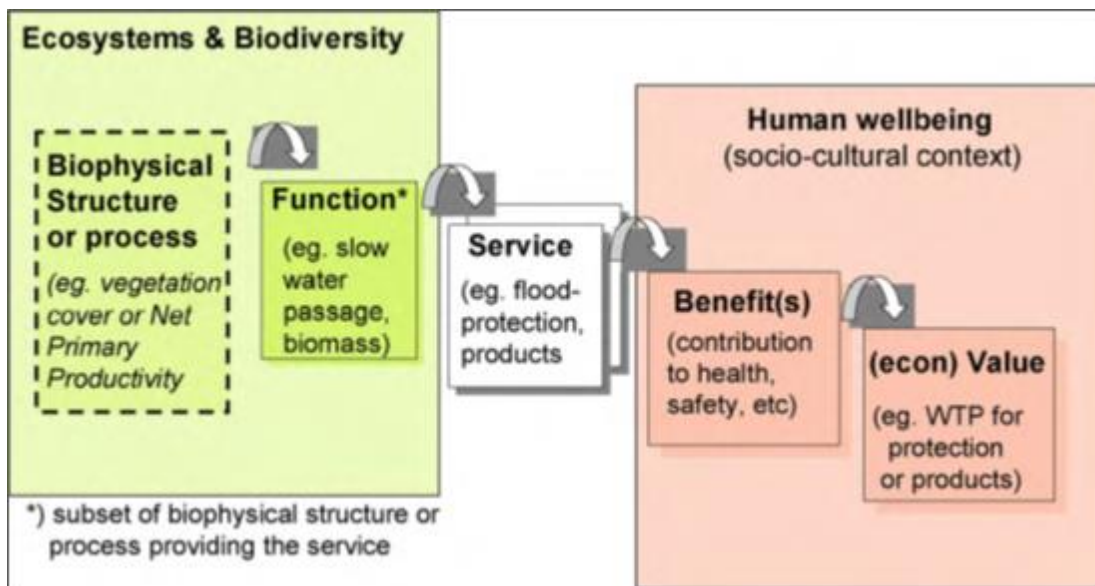 Ecosystems & Biodiversity
Biophysical
Structure
or process
(eg. vegetation
cover or Net
Primary
Productivity
Function*
(eg. slow
water
passage,
biomass)
Service
(eg. flood-
protection,
products
Human wellbeing
(socio-cultural context)
Benefit(s)
(contribution
to health,
safety, etc)
(econ) Value
(eg. WTP for
protection
or products)
*) subset of biophysical structure or
process providing the service